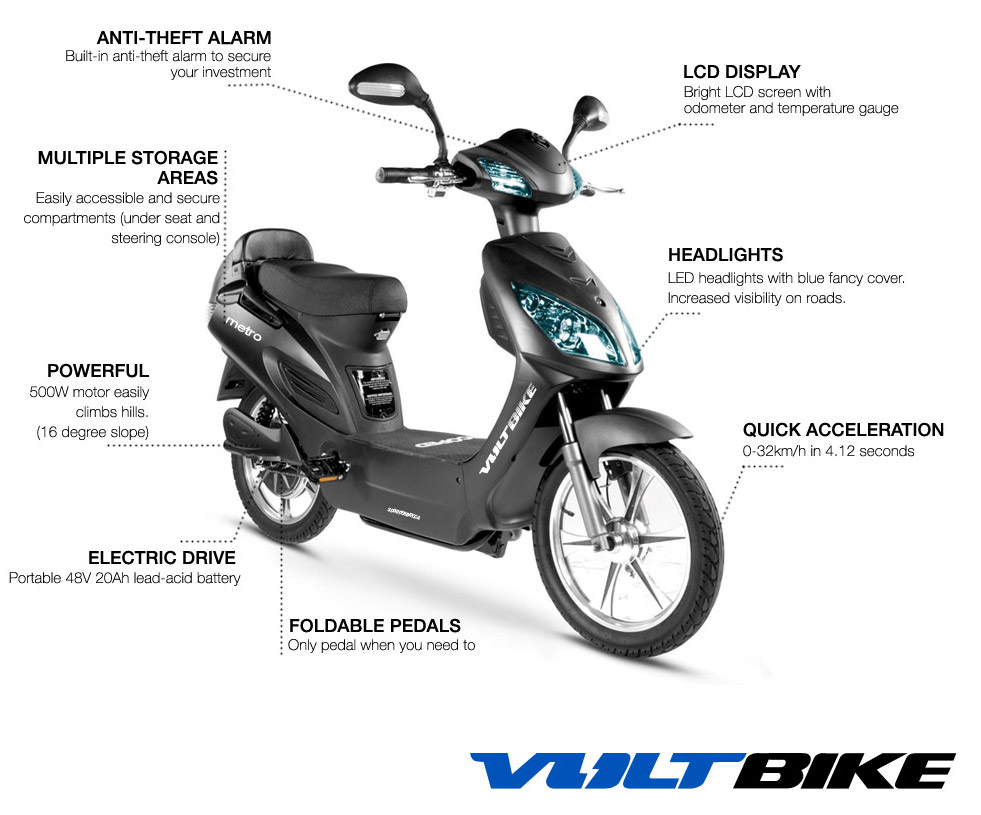 ANTI-THEFT ALARM
Built-in anti-theft alarm to secure
your investment
LCD DISPLAY
Bright LCD screen with
odometer and temperature gauge
MULTIPLE STORAGE
AREAS
Easily accessible and secure
compartments (under seat and
steering console)
HEADLIGHTS
LED headlights with blue fancy cover.
Increased visibility on roads.
metro
POWERFUL
500W motor easily
climbs hills.
(16 degree slope)
VULTBIKE
QUICK ACCELERATION
0-32km/h in 4.12 seconds
ELECTRIC DRIVE
Portable 48V 20Ah lead-acid battery
FOLDABLE PEDALS
Only pedal when you need to
VULTBIKE